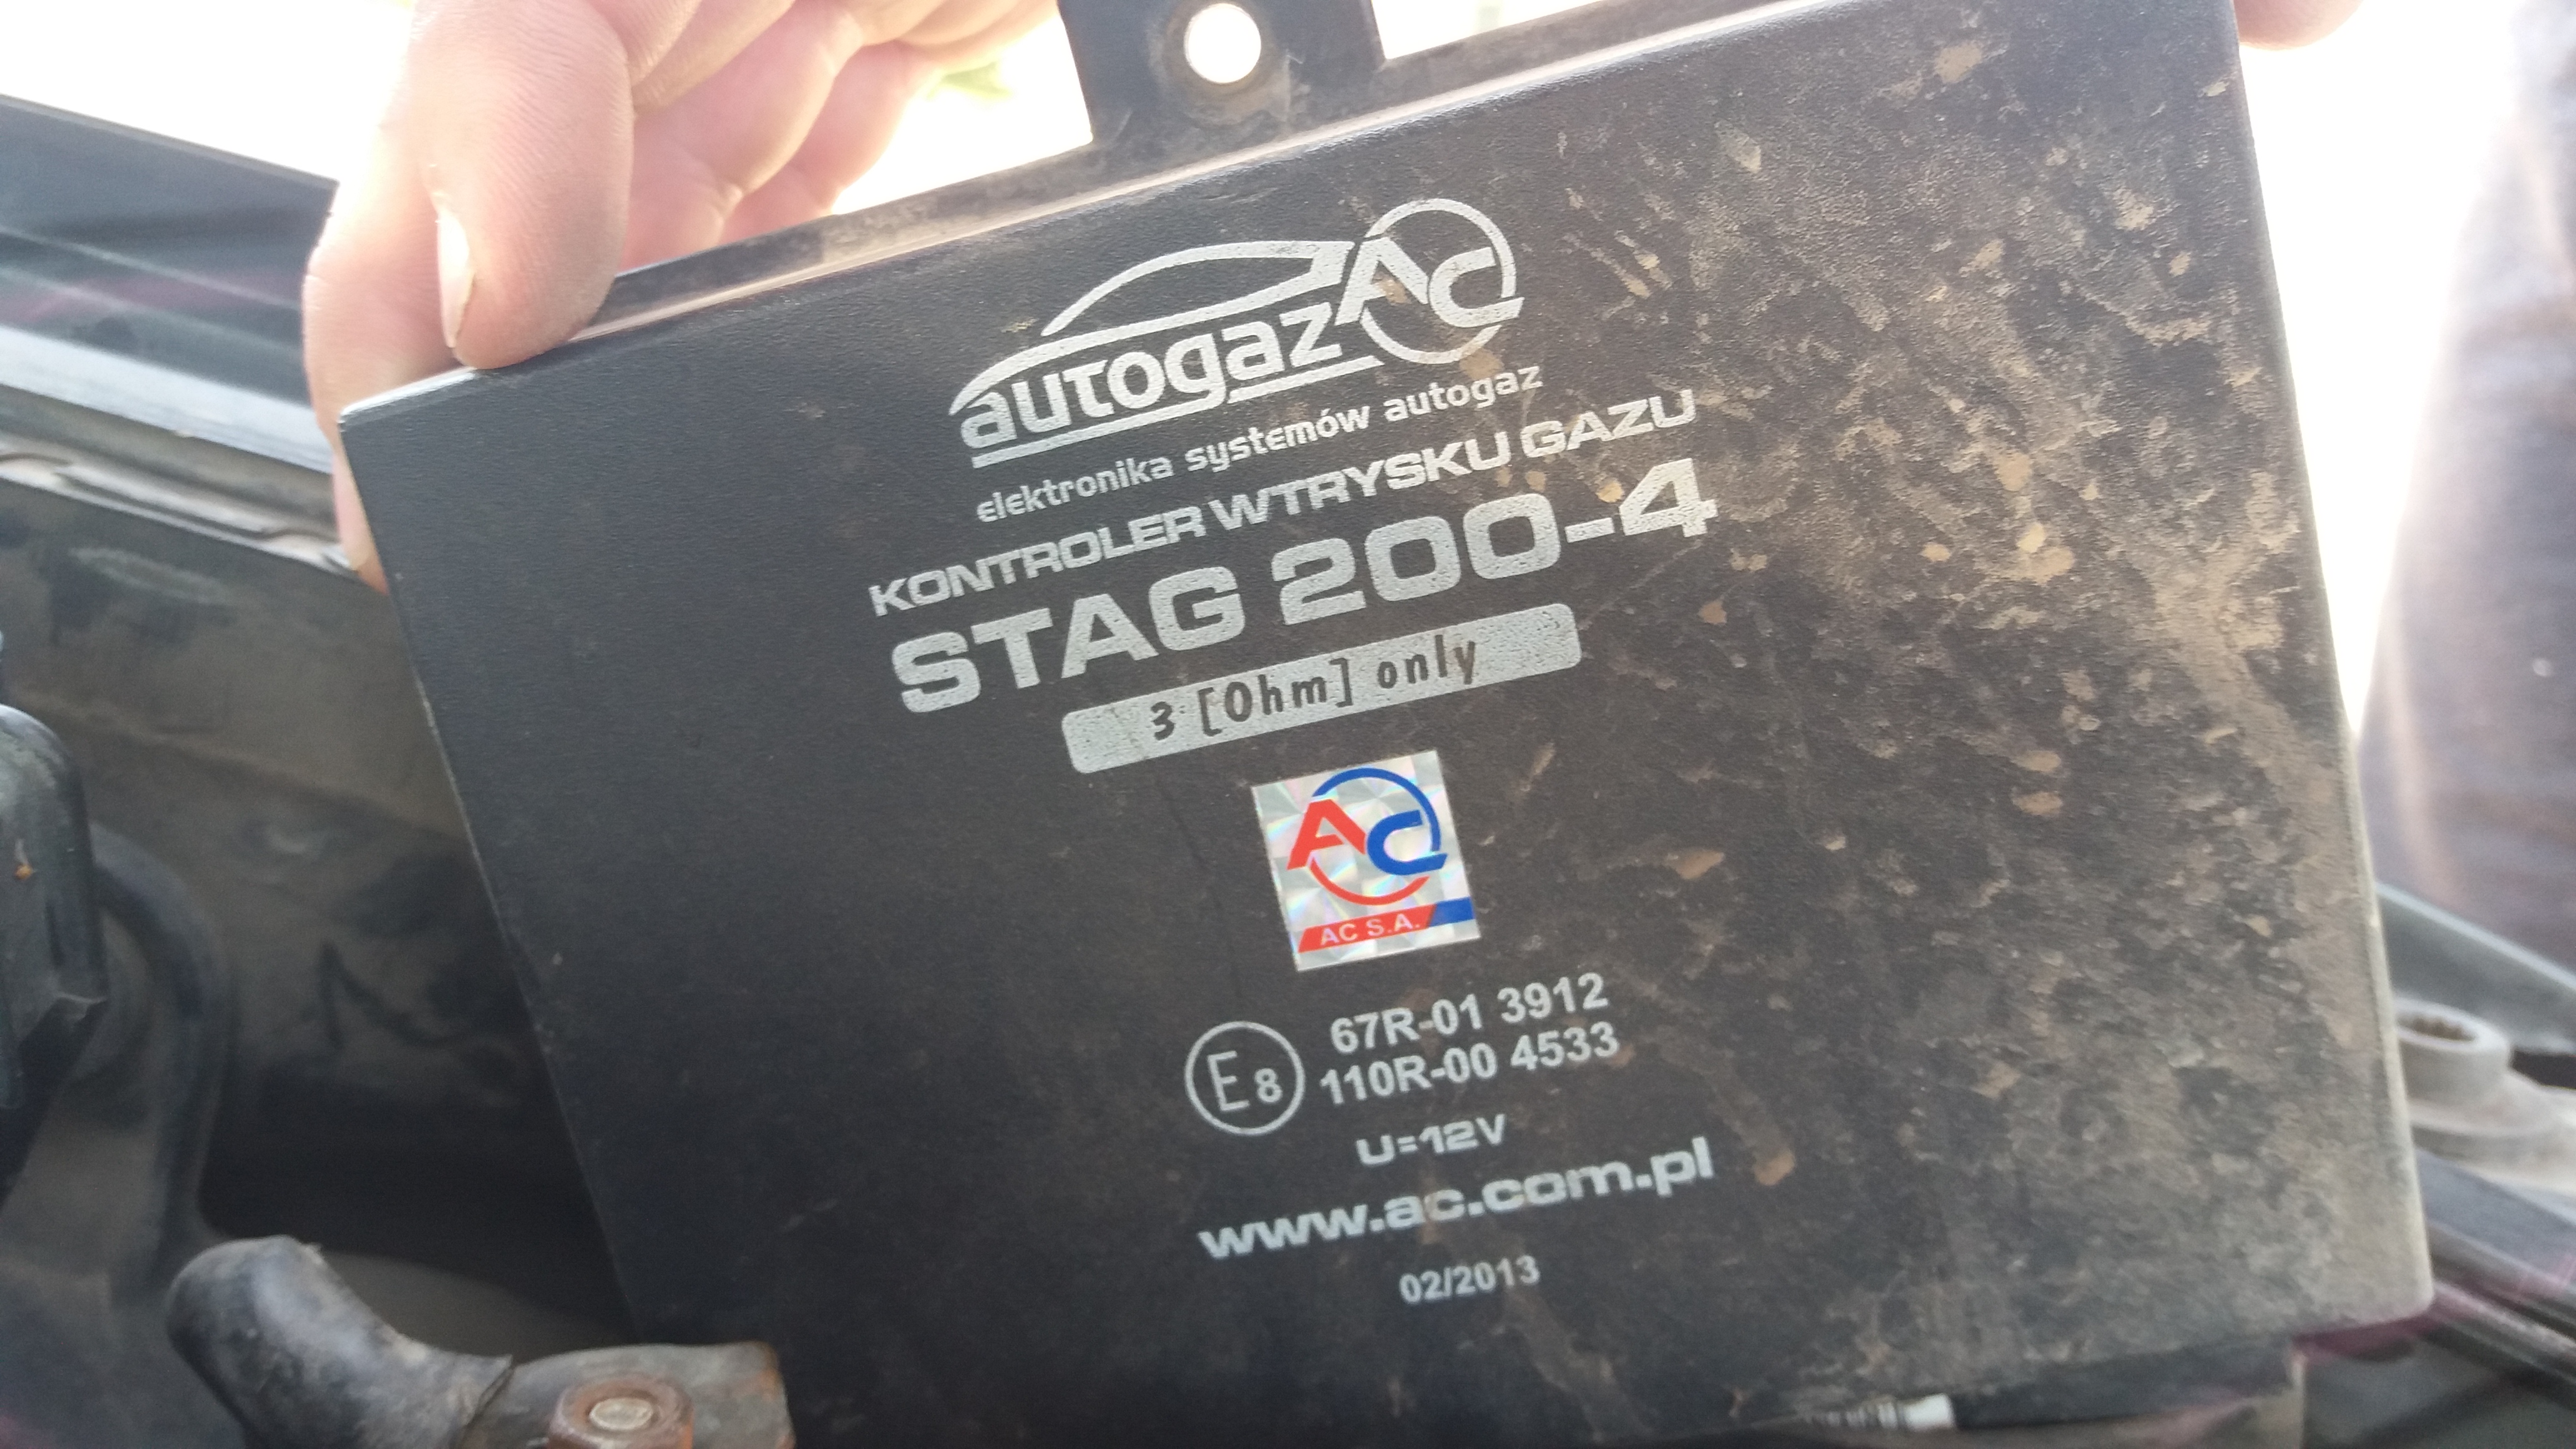 autogaz AC
elektronika systemów autogaz
KONTROLER WTRYSKU GAZU
STAG 200-4
3 [Ohm] only
AC
AC S.A.
E8
67R-01 3912
110R-00 4533
U=12V
www.ac.com.pl
02/2013